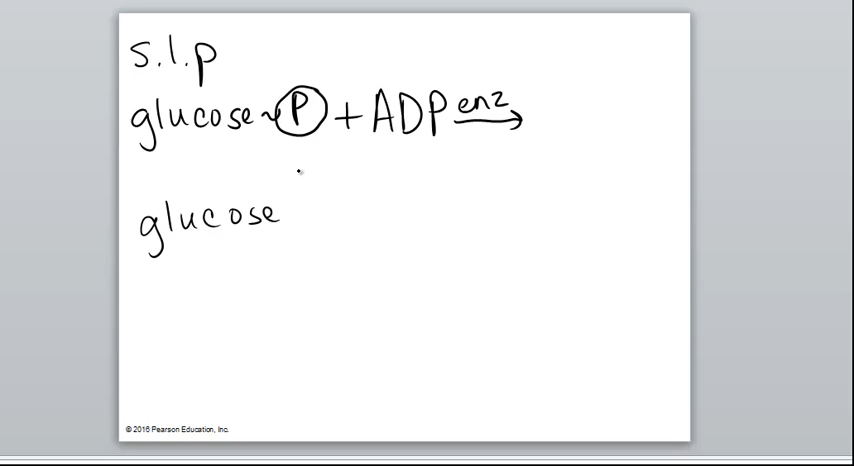 s.l.p
glucose~P + ADP enz→
glucose
© 2016 Pearson Education, Inc.